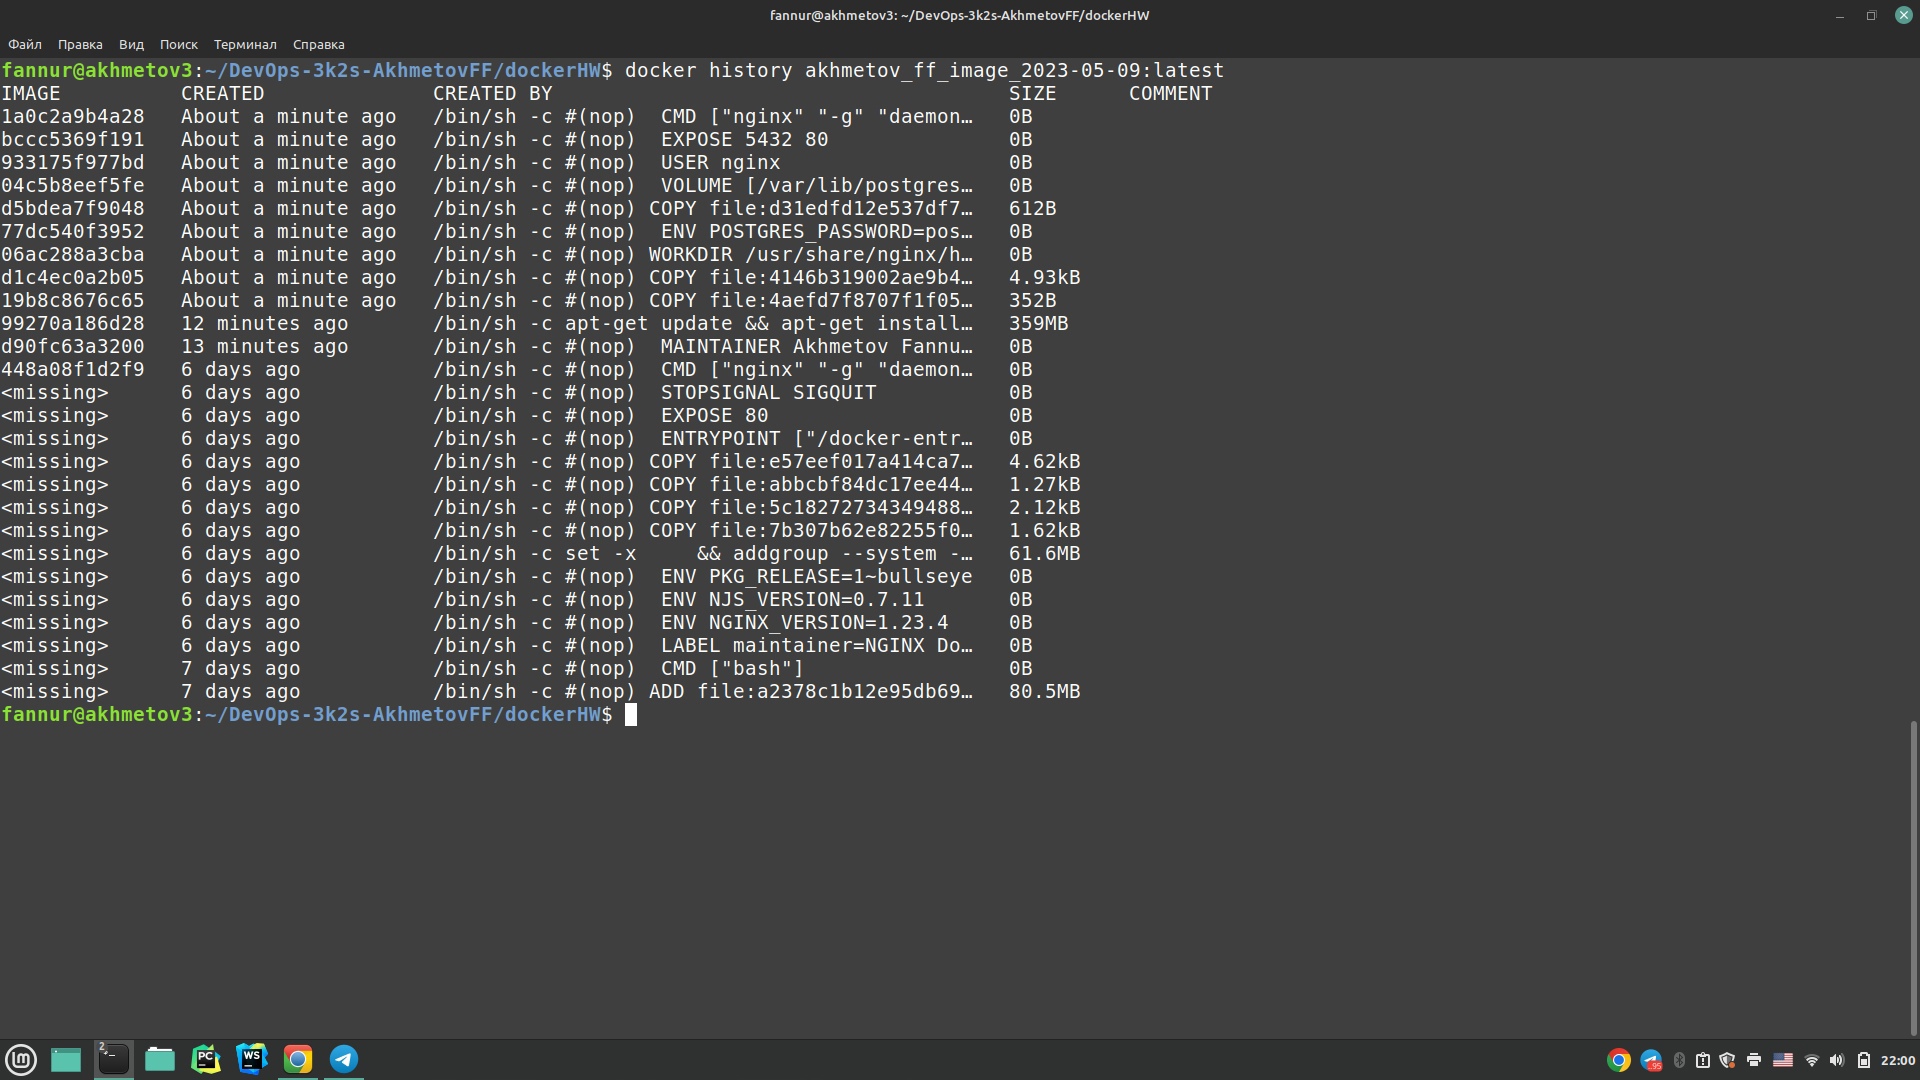 fannur@akhmetov3: ~/DevOps-3k2s-AkhmetovFF/dockerHW
Файл Правка Вид Поиск Терминал Справка
fannur@akhmetov3:~/DevOps-3k2s-AkhmetovFF/dockerHW$ docker history akhmetov_ff_image_2023-05-09:latest
IMAGE CREATED CREATED BY SIZE COMMENT
1a0c2a9b4a28 About a minute ago /bin/sh -c #(nop) CMD ["nginx" "-g" "daemon… 0B
bccc5369f191 About a minute ago /bin/sh -c #(nop) EXPOSE 5432 80 0B
933175f977bd About a minute ago /bin/sh -c #(nop) USER nginx 0B
04c5b8eef5fe About a minute ago /bin/sh -c #(nop) VOLUME [/var/lib/postgres… 0B
d5bdea7f9048 About a minute ago /bin/sh -c #(nop) COPY file:d31edfd12e537df7… 612B
77dc540f3952 About a minute ago /bin/sh -c #(nop) ENV POSTGRES_PASSWORD=pos… 0B
06ac288a3cba About a minute ago /bin/sh -c #(nop) WORKDIR /usr/share/nginx/h… 0B
d1c4ec0a2b05 About a minute ago /bin/sh -c #(nop) COPY file:4146b319002ae9b4… 4.93kB
19b8c8676c65 About a minute ago /bin/sh -c #(nop) COPY file:4aefd7f8707f1f05… 352B
99270a186d28 12 minutes ago /bin/sh -c apt-get update && apt-get install… 359MB
d90fc63a3200 13 minutes ago /bin/sh -c #(nop) MAINTAINER Akhmetov Fannu… 0B
448a08f1d2f9 6 days ago /bin/sh -c #(nop) CMD ["nginx" "-g" "daemon… 0B
<missing> 6 days ago /bin/sh -c #(nop) STOPSIGNAL SIGQUIT 0B
<missing> 6 days ago /bin/sh -c #(nop) EXPOSE 80 0B
<missing> 6 days ago /bin/sh -c #(nop) ENTRYPOINT ["/docker-entr… 0B
<missing> 6 days ago /bin/sh -c #(nop) COPY file:e57eef017a414ca7… 4.62kB
<missing> 6 days ago /bin/sh -c #(nop) COPY file:abbcbf84dc17ee44… 1.27kB
<missing> 6 days ago /bin/sh -c #(nop) COPY file:5c18272734349488… 2.12kB
<missing> 6 days ago /bin/sh -c #(nop) COPY file:7b307b62e82255f0… 1.62kB
<missing> 6 days ago /bin/sh -c set -x && addgroup --system -… 61.6MB
<missing> 6 days ago /bin/sh -c #(nop) ENV PKG_RELEASE=1~bullseye 0B
<missing> 6 days ago /bin/sh -c #(nop) ENV NJS_VERSION=0.7.11 0B
<missing> 6 days ago /bin/sh -c #(nop) ENV NGINX_VERSION=1.23.4 0B
<missing> 6 days ago /bin/sh -c #(nop) LABEL maintainer=NGINX Do… 0B
<missing> 7 days ago /bin/sh -c #(nop) CMD ["bash"] 0B
<missing> 7 days ago /bin/sh -c #(nop) ADD file:a2378c1b12e95db69… 80.5MB
fannur@akhmetov3:~/DevOps-3k2s-AkhmetovFF/dockerHW$
2 PC WS 22:00